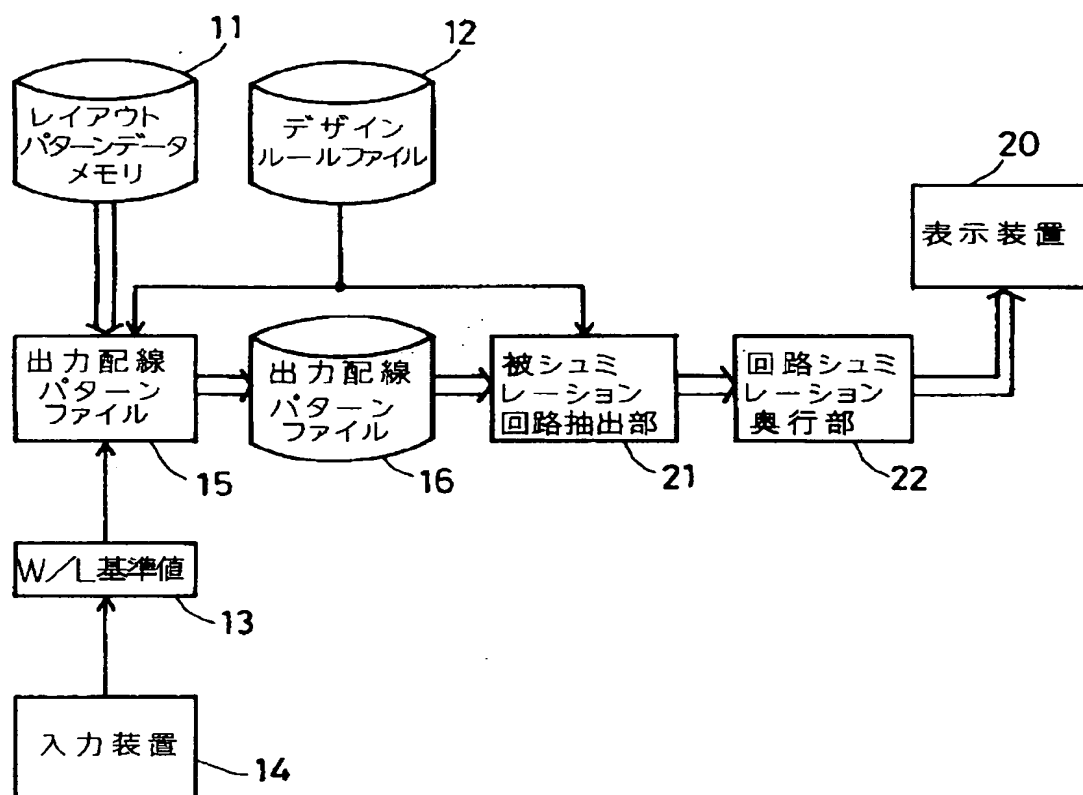 11
レイアウト
パターンデータ
メモリ
12
デザイン
ルールファイル
20
表示装置
出力配線
パターン
ファイル
15
出力配線
パターン
ファイル
16
被シュミ
レーション
回路抽出部
21
回路シュミ
レーション
奥行部
22
W/L基準値
13
入力装置
14